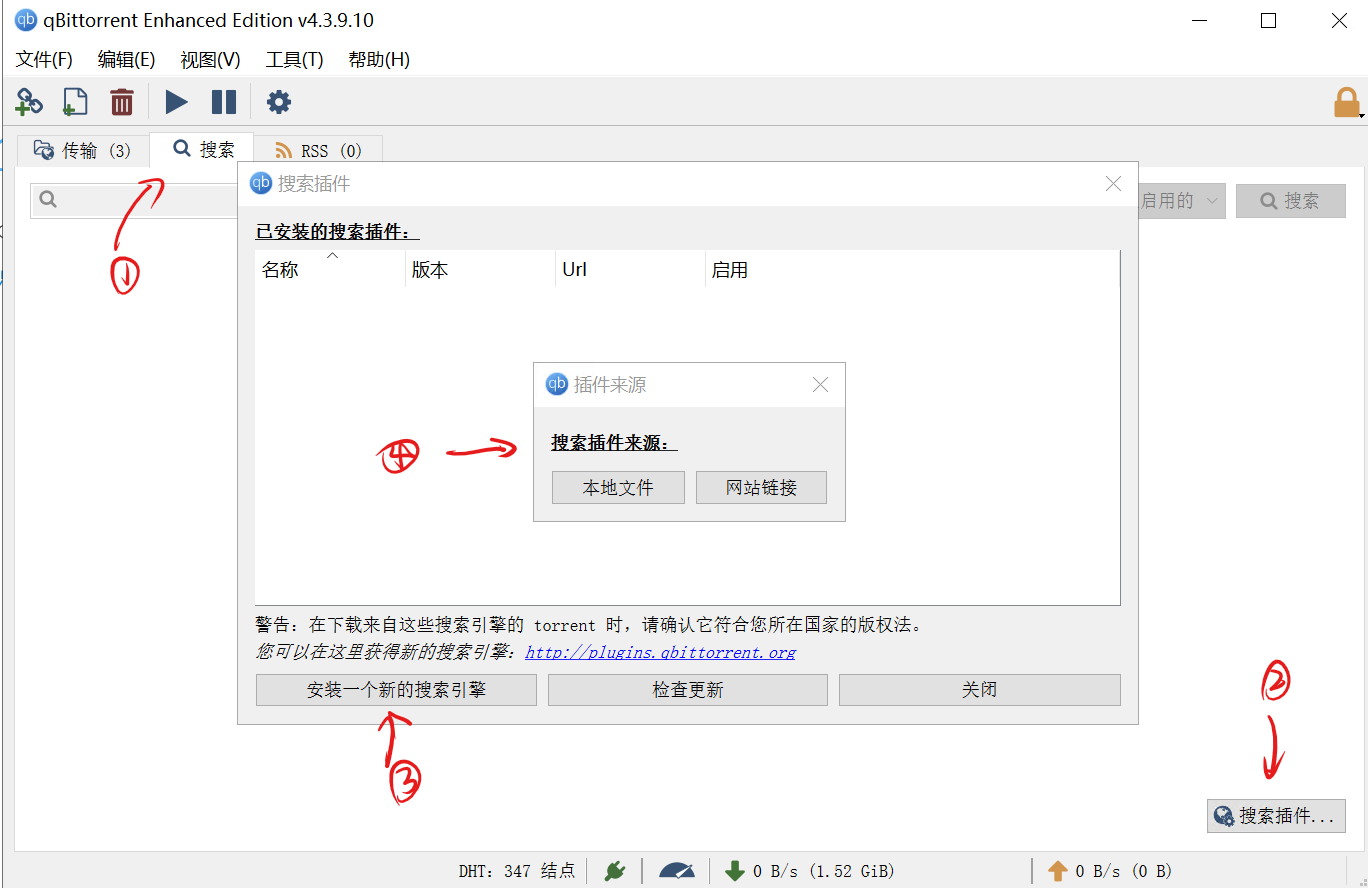 qBittorrent Enhanced Edition v4.3.9.10
文件(F) 编辑(E) 视图(V) 工具(T) 帮助(H)
传输 (3) 搜索 RSS (0)
搜索插件
启用的 搜索
已安装的搜索插件：
名称 版本 Url 启用
①
插件来源
搜索插件来源：
④
本地文件 网站链接
警告：在下载来自这些搜索引擎的 torrent 时，请确认它符合您所在国家的版权法。
您可以在这里获得新的搜索引擎：http://plugins.qbittorrent.org
安装一个新的搜索引擎 检查更新 关闭
②
③
搜索插件...
DHT: 347 结点 0 B/s (1.52 GiB) 0 B/s (0 B)